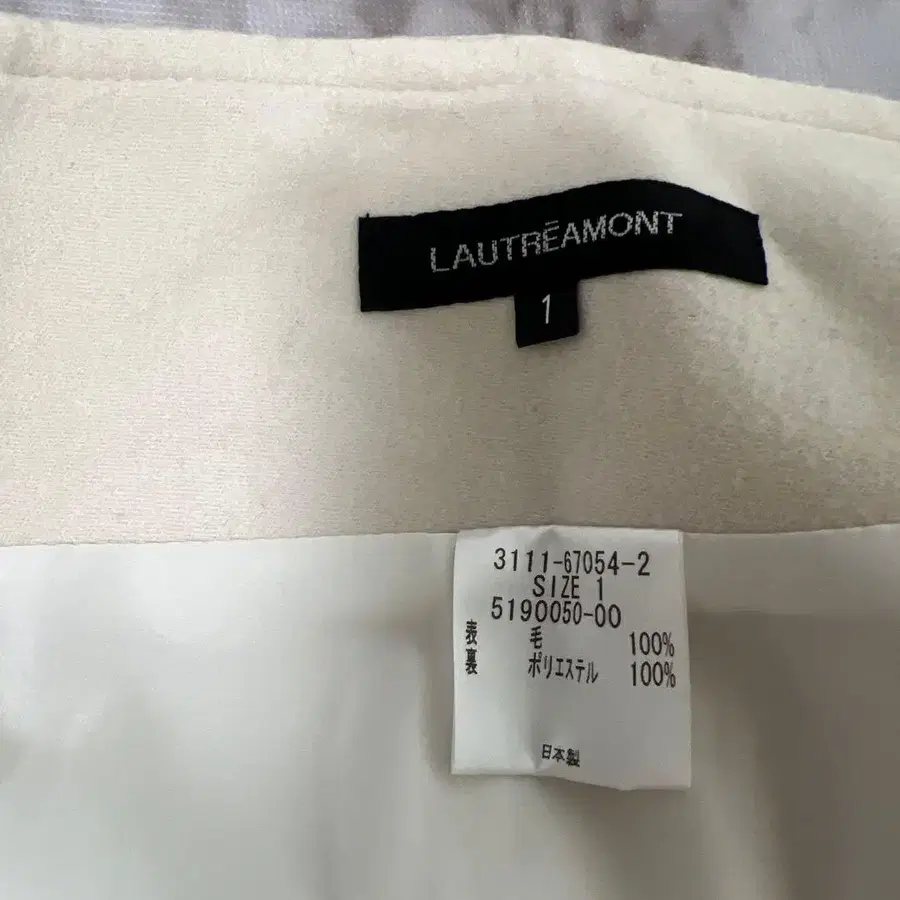 LAUTRĒAMONT
1
3111-67054-2
SIZE 1
5190050-00
表 毛 100%
裏 ポリエステル 100%
日本製